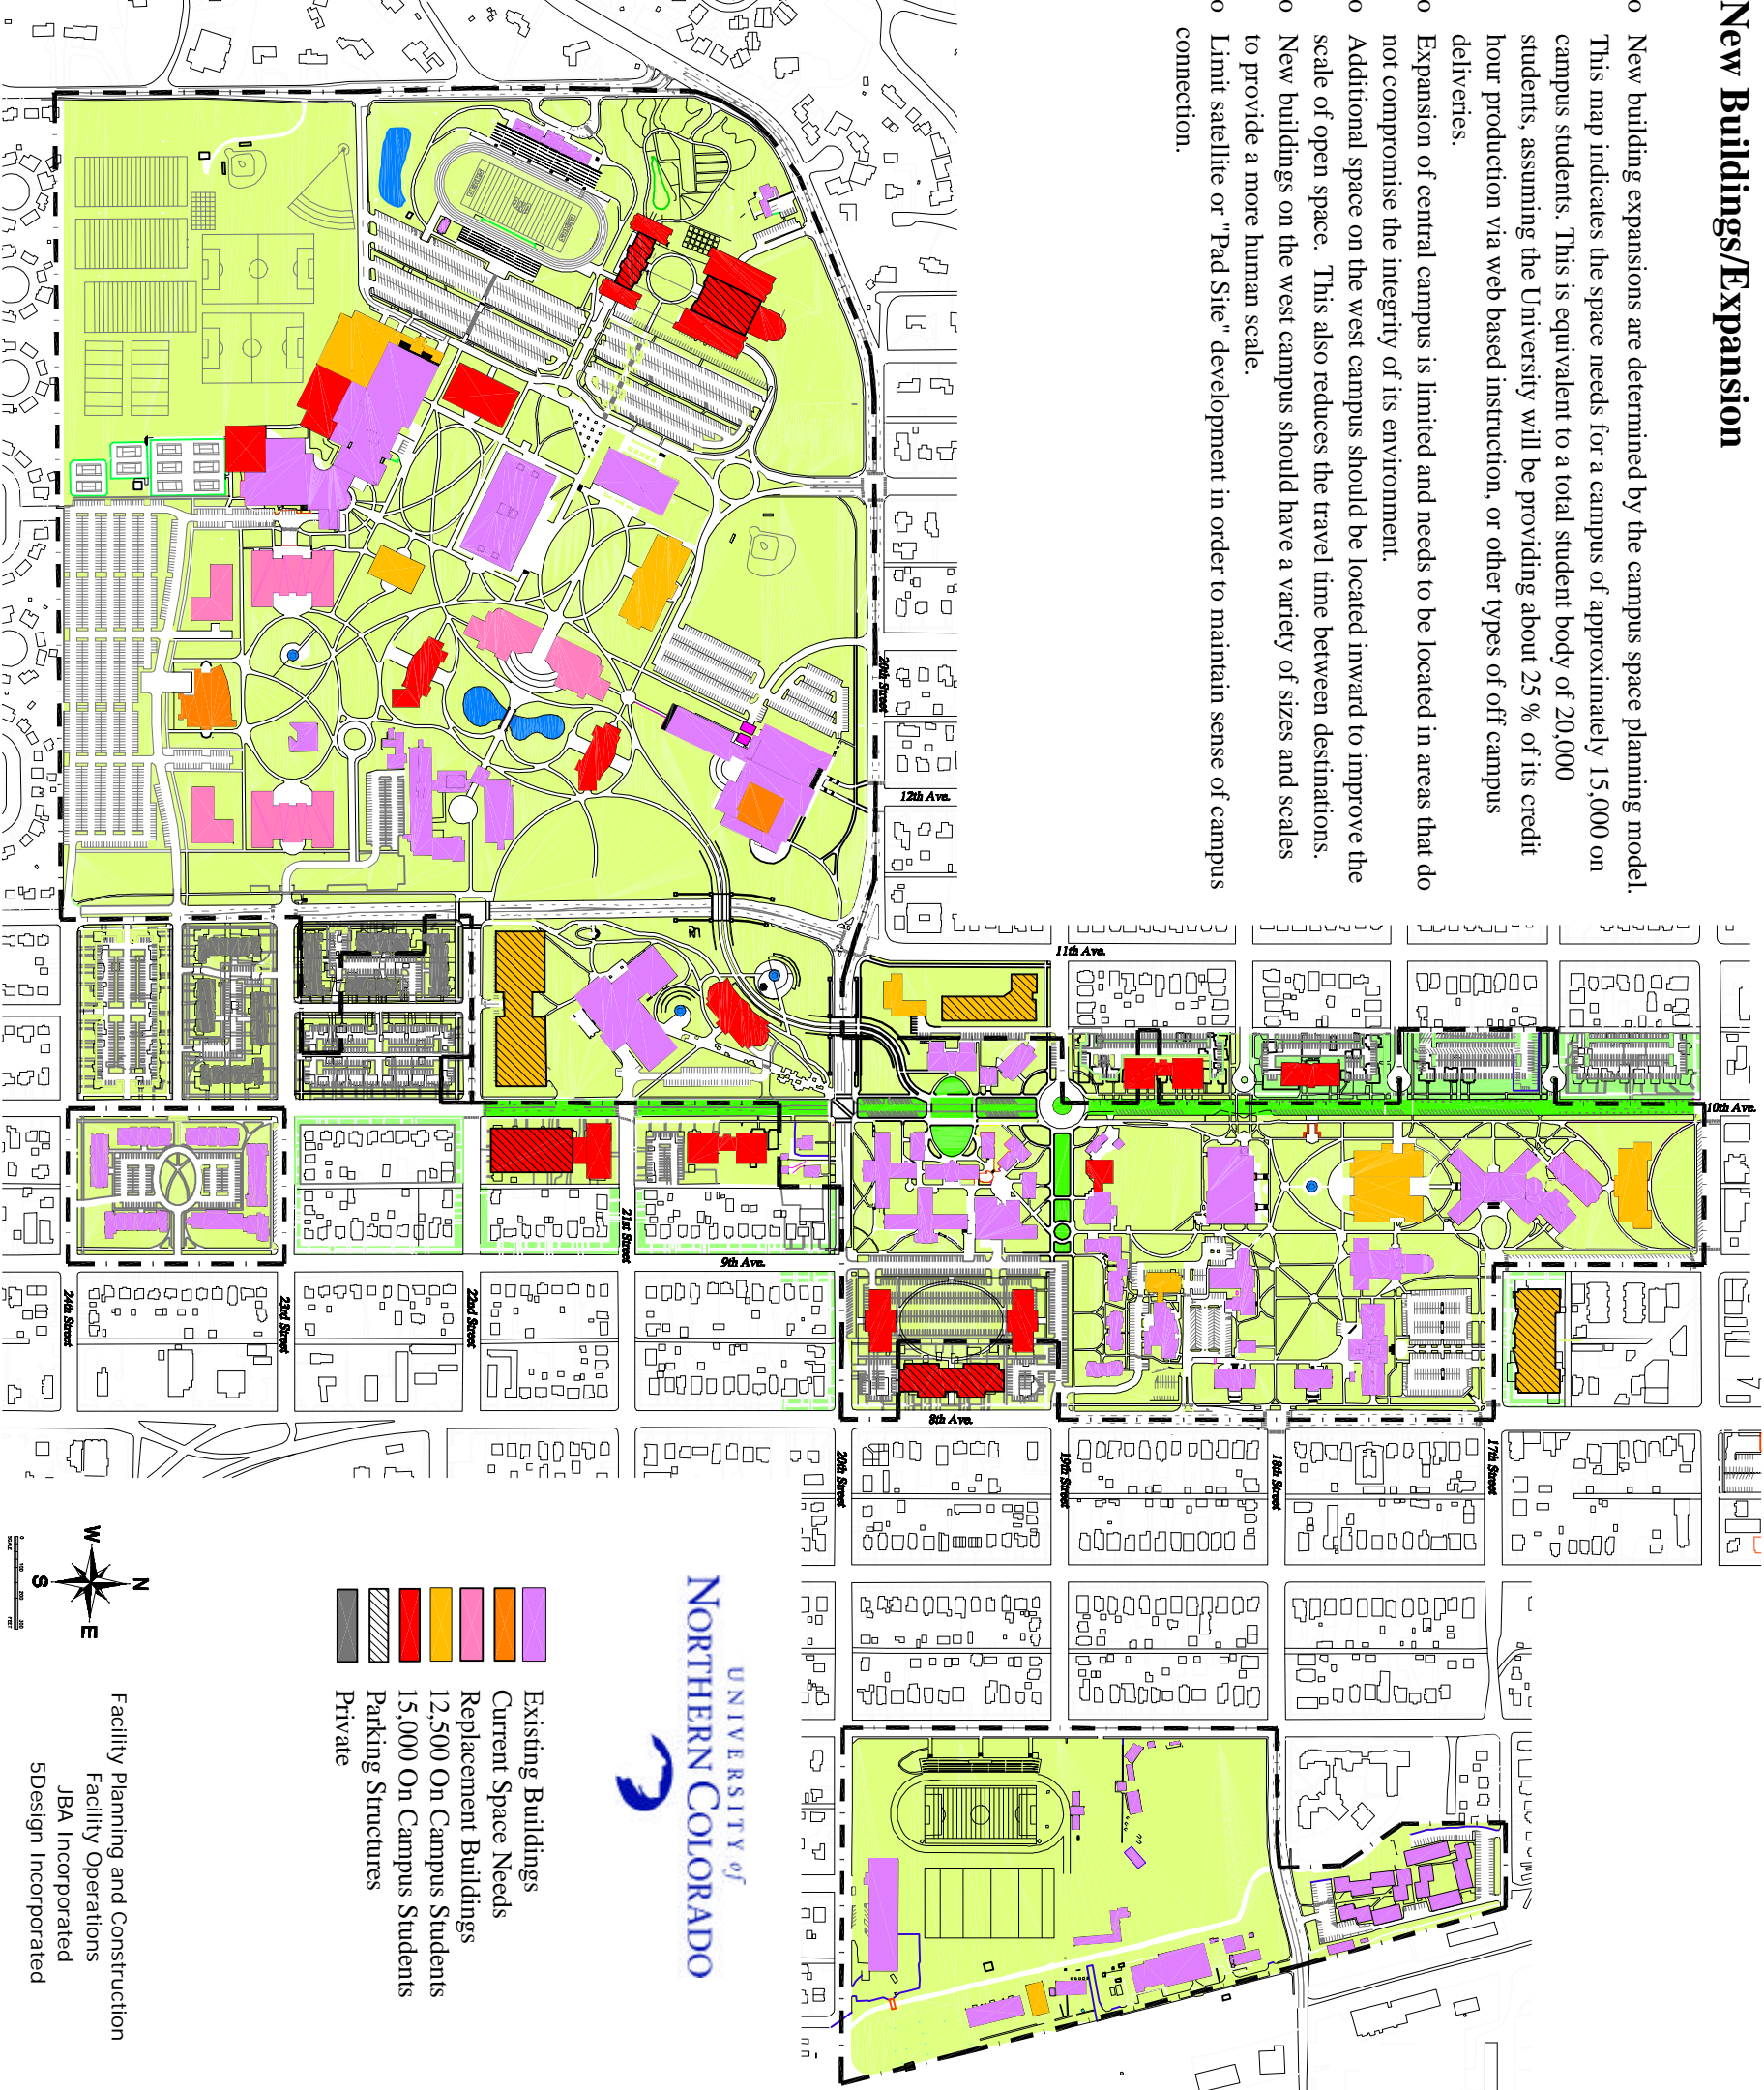 New Buildings/Expansion
o New building expansions are determined by the campus space planning model.
This map indicates the space needs for a campus of approximately 15,000 on
campus students. This is equivalent to a total student body of 20,000
students, assuming the University will be providing about 25% of its credit
hour production via web based instruction, or other types of off campus
deliveries.
o Expansion of central campus is limited and needs to be located in areas that do
not compromise the integrity of its environment.
o Additional space on the west campus should be located inward to improve the
scale of open space. This also reduces the travel time between destinations.
o New buildings on the west campus should have a variety of sizes and scales
to provide a more human scale.
o Limit satellite or "Pad Site" development in order to maintain sense of campus
connection.
20th Street
12th Ave.
11th Ave.
10th Ave.
21st Street
9th Ave.
24th Street
23rd Street
22nd Street
8th Ave.
20th Street
19th Street
18th Street
17th Street
UNIVERSITY of
NORTHERN COLORADO
Existing Buildings
Current Space Needs
Replacement Buildings
12,500 On Campus Students
15,000 On Campus Students
Parking Structures
Private
N
W
E
S
0 100 200 300
SCALE FEET
Facility Planning and Construction
Facility Operations
JBA Incorporated
5Design Incorporated